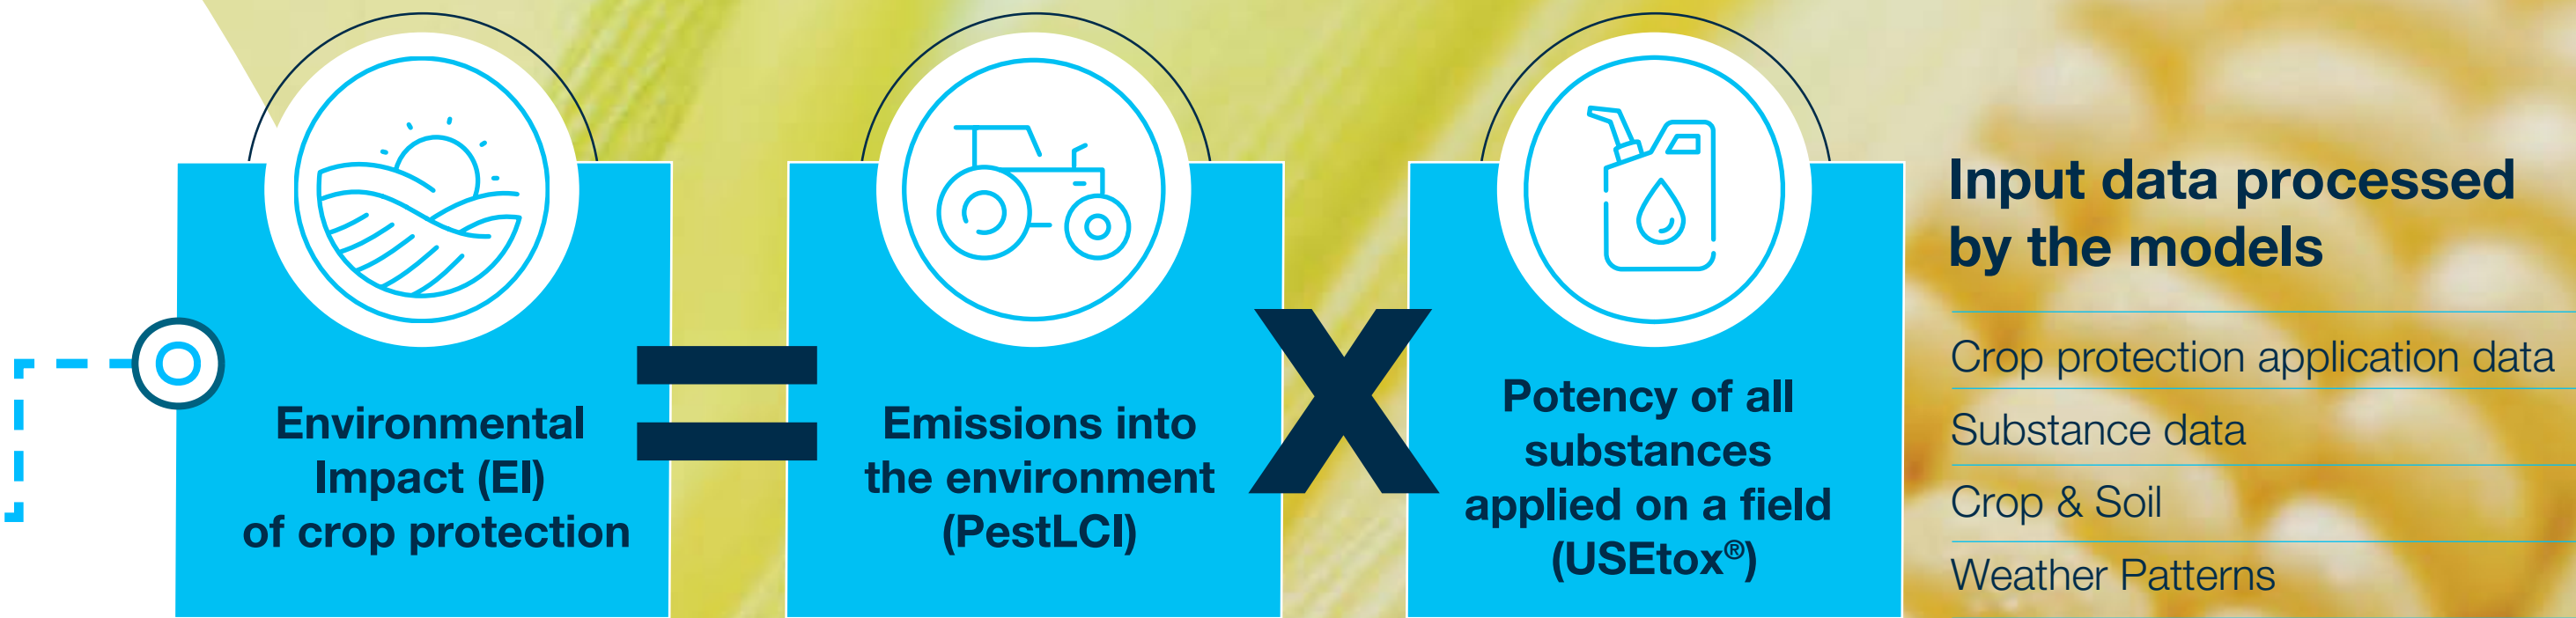 Environmental
Impact (EI)
of crop protection
=
Emissions into
the environment
(PestLCI)
X
Potency of all
substances
applied on a field
(USEtox®)
Input data processed
by the models
Crop protection application data
Substance data
Crop & Soil
Weather Patterns